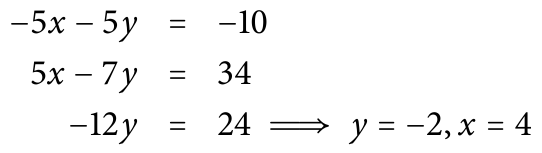 −5x − 5y = −10
5x − 7y = 34
−12y = 24 ⟹ y = −2, x = 4